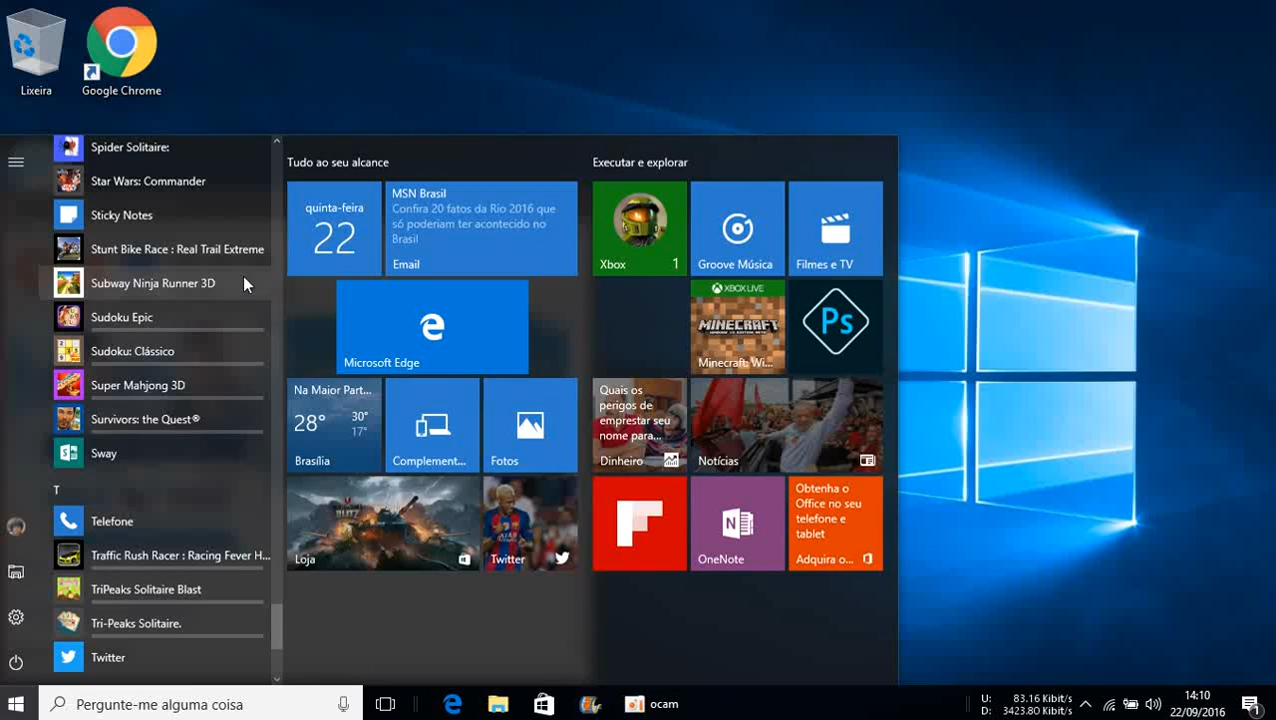 Lixeira
Google Chrome
Spider Solitaire:
Star Wars: Commander
Sticky Notes
Stunt Bike Race : Real Trail Extreme
Subway Ninja Runner 3D
Sudoku Epic
Sudoku: Clássico
Super Mahjong 3D
Survivors: the Quest®
Sway
T
Telefone
Traffic Rush Racer : Racing Fever H...
TriPeaks Solitaire Blast
Tri-Peaks Solitaire.
Twitter
Tudo ao seu alcance
quinta-feira
22
MSN Brasil
Confira 20 fatos da Rio 2016 que
só poderiam ter acontecido no
Brasil
Email
Microsoft Edge
Na Maior Part...
28° 30°
17°
Brasília
Complement...
Fotos
BLITZ
Loja
Twitter
Executar e explorar
Xbox 1
Groove Música
Filmes e TV
XBOX LIVE
MINECRAFT
Minecraft: Wi...
Ps
Quais os
perigos de
emprestar seu
nome para...
Dinheiro
Notícias
OneNote
Obtenha o
Office no seu
telefone e
tablet
Adquira o...
Pergunte-me alguma coisa
ocam
U: 83.16 Kibit/s
D: 3423.80 Kibit/s
14:10
22/09/2016
1